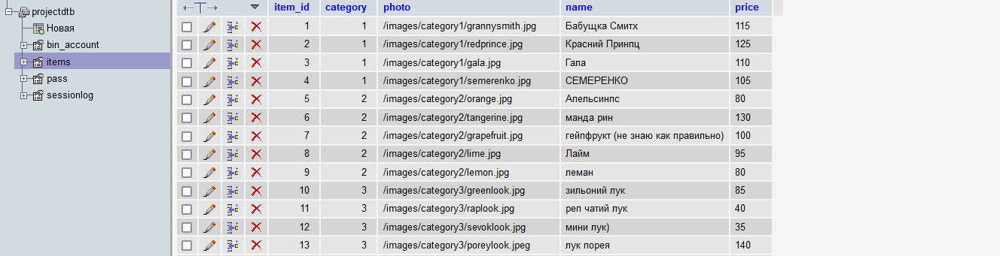 projectdtb
Новая
bin_account
items
pass
sessionlog
item_id category photo name price
1 1 /images/category1/grannysmith.jpg Бабущка Смитх 115
2 1 /images/category1/redprince.jpg Красний Принпц 125
3 1 /images/category1/gala.jpg Гала 110
4 1 /images/category1/semerenko.jpg СЕМЕРЕНКО 105
5 2 /images/category2/orange.jpg Апельсинпс 80
6 2 /images/category2/tangerine.jpg манда рин 130
7 2 /images/category2/grapefruit.jpg гейпфрукт (не знаю как правильно) 100
8 2 /images/category2/lime.jpg Лайм 95
9 2 /images/category2/lemon.jpg леман 80
10 3 /images/category3/greenlook.jpg зильоний лук 85
11 3 /images/category3/raplook.jpg реп чатий лук 40
12 3 /images/category3/sevoklook.jpg мини лук) 35
13 3 /images/category3/poreylook.jpeg лук порея 140